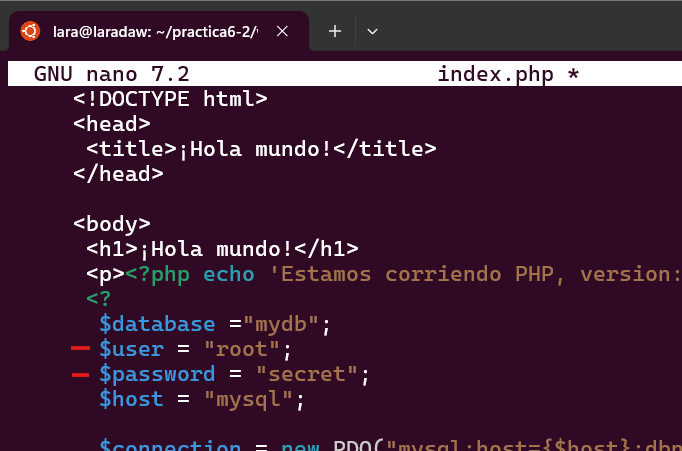 lara@laradaw: ~/practica6-2/
GNU nano 7.2 index.php *
<!DOCTYPE html>
<head>
<title>¡Hola mundo!</title>
</head>
<body>
<h1>¡Hola mundo!</h1>
<p><?php echo 'Estamos corriendo PHP, version:
<?
$database ="mydb";
$user = "root";
$password = "secret";
$host = "mysql";
$connection = new PDO("mysql:host={$host};dbn